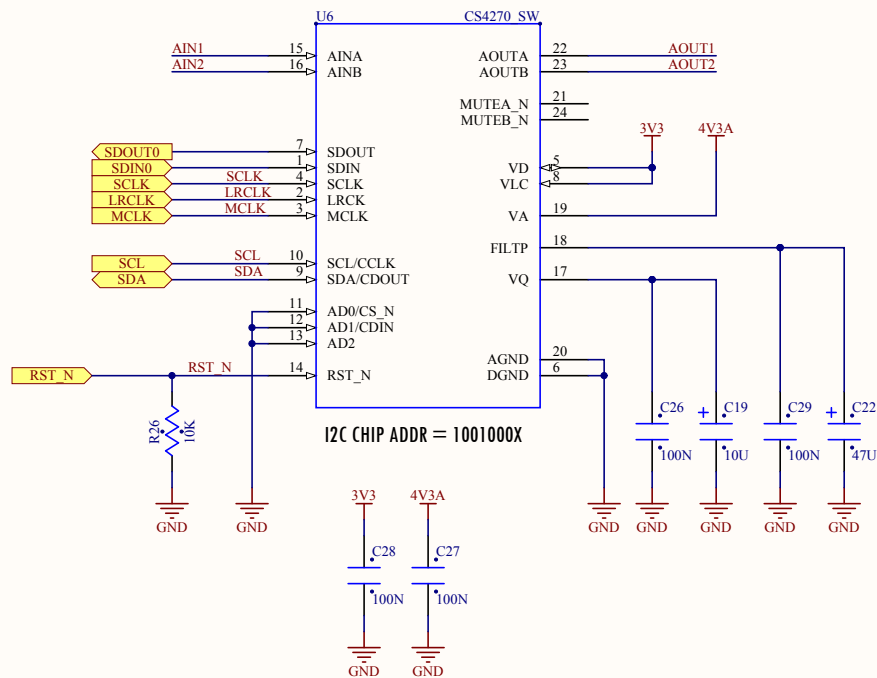 U6 CS4270_SW
AIN1 15 AINA AOUTA 22 AOUT1
AIN2 16 AINB AOUTB 23 AOUT2
MUTEA_N 21
MUTEB_N 24
3V3 4V3A
SDOUT0 7 SDOUT
SDIN0 1 SDIN VD 5
SCLK SCLK 4 SCLK VLC 8
LRCLK LRCLK 2 LRCK
MCLK MCLK 3 MCLK VA 19
FILTP 18
SCL SCL 10 SCL/CCLK
SDA SDA 9 SDA/CDOUT VQ 17
11 AD0/CS_N
12 AD1/CDIN
13 AD2
AGND 20
RST_N RST_N 14 RST_N DGND 6
R26 10K
C26 C19 C29 C22
+ +
I2C CHIP ADDR = 1001000X
100N 10U 100N 47U
3V3 4V3A
GND GND GND GND GND GND GND
C28 C27
100N 100N
GND GND